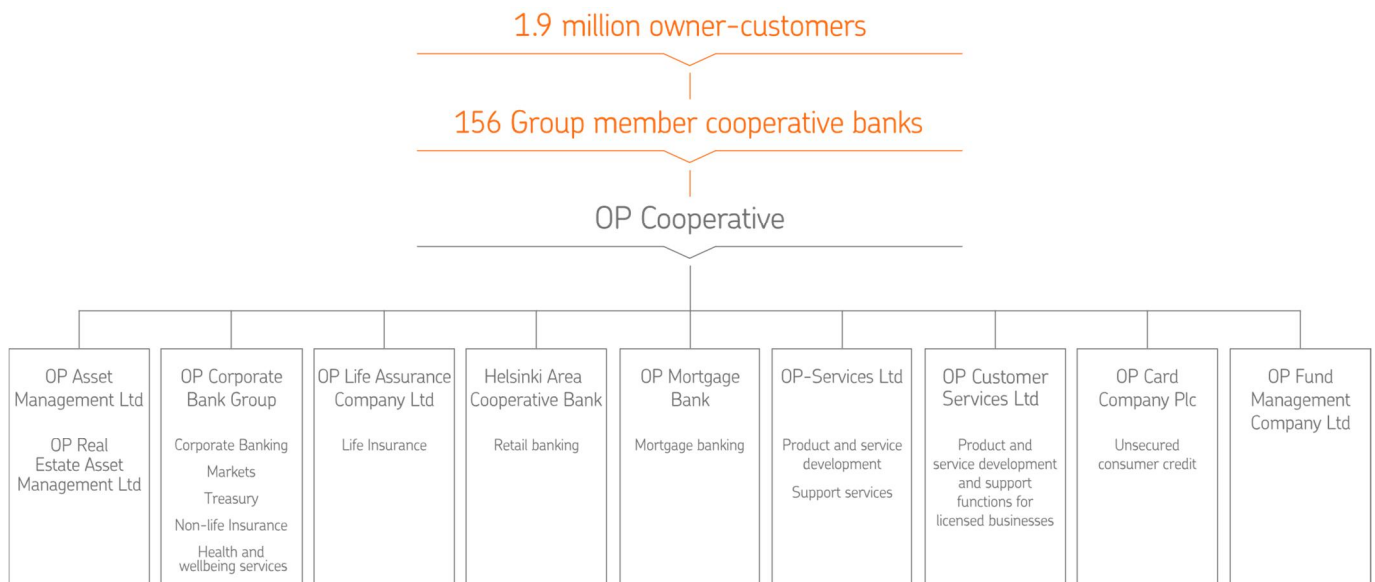 1.9 million owner-customers
156 Group member cooperative banks
OP Cooperative
OP Asset
Management Ltd
OP Real
Estate Asset
Management Ltd
OP Corporate
Bank Group
Corporate Banking
Markets
Treasury
Non-life Insurance
Health and
wellbeing services
OP Life Assurance
Company Ltd
Life Insurance
Helsinki Area
Cooperative Bank
Retail banking
OP Mortgage
Bank
Mortgage banking
OP-Services Ltd
Product and service
development
Support services
OP Customer
Services Ltd
Product and
service development
and support
functions for
licensed businesses
OP Card
Company Plc
Unsecured
consumer credit
OP Fund
Management
Company Ltd